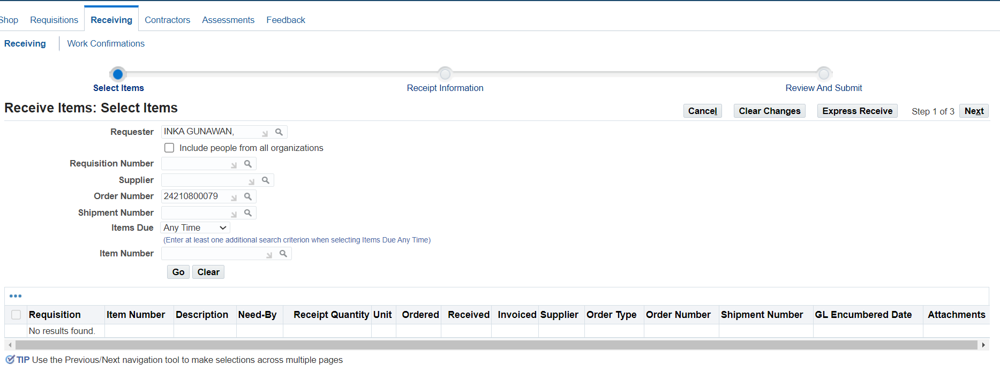 Shop Requisitions Receiving Contractors Assessments Feedback
Receiving Work Confirmations
Select Items Receipt Information Review And Submit
Receive Items: Select Items
Cancel Clear Changes Express Receive Step 1 of 3 Next
Requester INKA GUNAWAN,
Include people from all organizations
Requisition Number
Supplier
Order Number 24210800079
Shipment Number
Items Due Any Time
(Enter at least one additional search criterion when selecting Items Due Any Time)
Item Number
Go Clear
Requisition Item Number Description Need-By Receipt Quantity Unit Ordered Received Invoiced Supplier Order Type Order Number Shipment Number GL Encumbered Date Attachments
No results found.
TIP Use the Previous/Next navigation tool to make selections across multiple pages